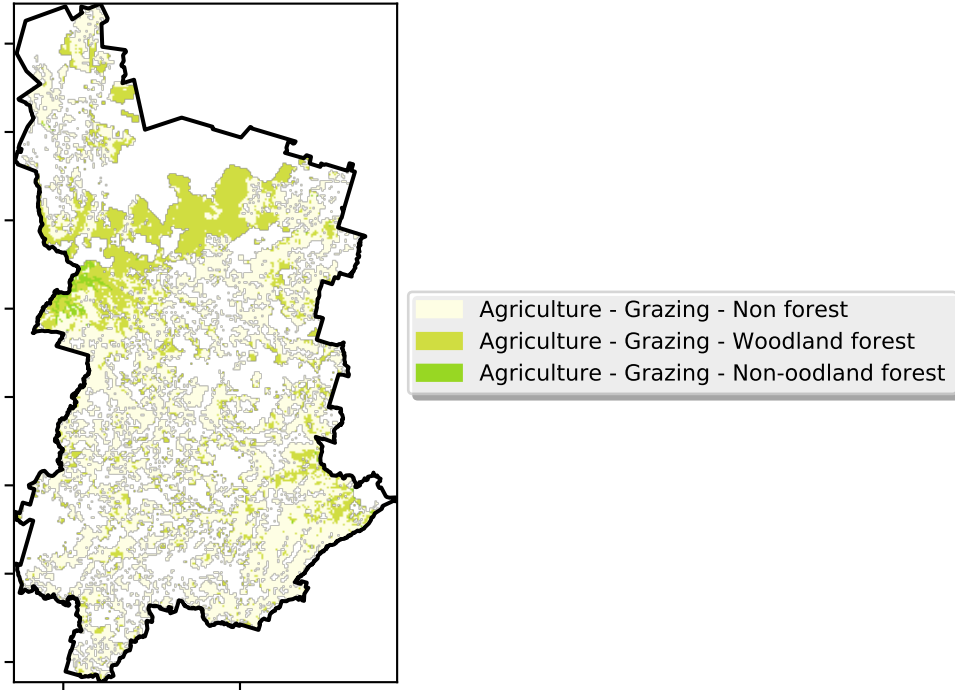 Agriculture - Grazing - Non forest
Agriculture - Grazing - Woodland forest
Agriculture - Grazing - Non-oodland forest